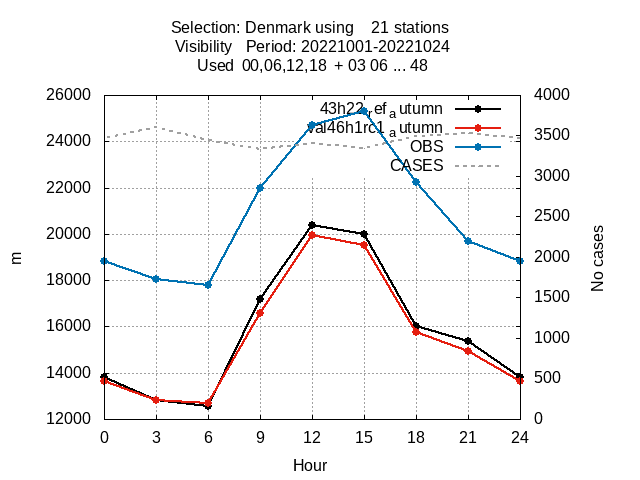 Selection: Denmark using 21 stations
Visibility Period: 20221001-20221024
Used 00,06,12,18 + 03 06 ... 48
26000
24000
22000
20000
18000
16000
14000
12000
m
4000
3500
3000
2500
2000
1500
1000
500
0
No cases
43h22_ref_autumn
val46h1rc1_autumn
OBS
CASES
0 3 6 9 12 15 18 21 24
Hour